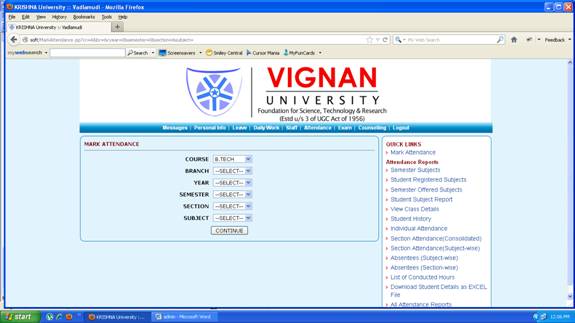 KRISHNA University :: Vadlamudi - Mozilla Firefox
File Edit View History Bookmarks Tools Help
KRISHNA University :: Vadlamudi
mywebsearch Search Screensavers Smiley Central Cursor Mania MyFunCards
My Web Search Feedback
VIGNAN
UNIVERSITY
Foundation for Science, Technology & Research
(Estd u/s 3 of UGC Act of 1956)
Messages | Personal Info | Leave | Daily Work | Staff | Attendance | Exam | Counselling | Logout
MARK ATTENDANCE
COURSE B.TECH
BRANCH --SELECT--
YEAR --SELECT--
SEMESTER --SELECT--
SECTION --SELECT--
SUBJECT --SELECT--
CONTINUE
QUICK LINKS
Mark Attendance
Attendance Reports
Semester Subjects
Student Registered Subjects
Semester Offered Subjects
Student Subject Report
View Class Details
Student History
Individual Attendance
Section Attendance(Consolidated)
Section Attendance(Subject-wise)
Absentees (Subject-wise)
Absentees (Section-wise)
List of Conducted Hours
Download Student Details as EXCEL
File
All Attendance Reports
start KRISHNA University :: ... admin - Microsoft Word 12:06 PM